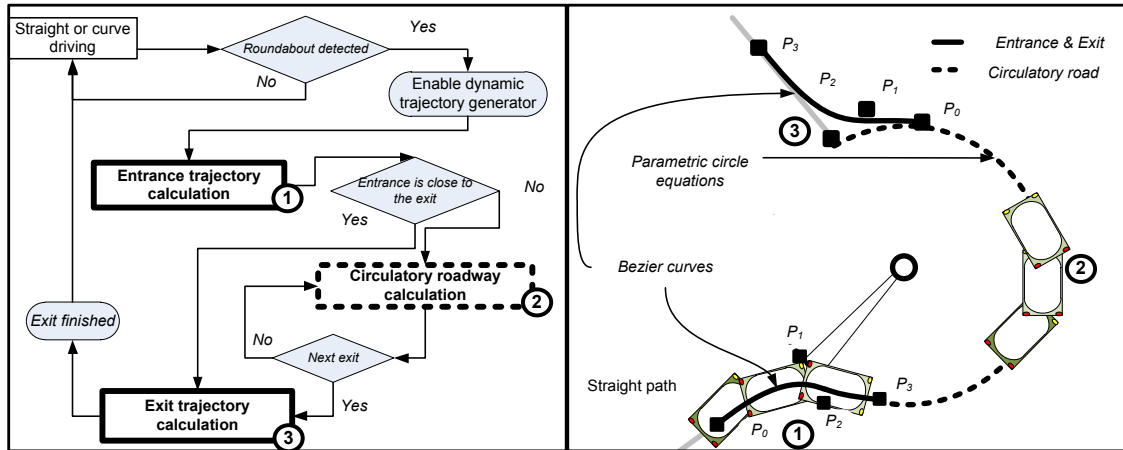 Straight or curve
driving
Roundabout detected
Yes
No
Enable dynamic
trajectory generator
Entrance trajectory
calculation
1
Entrance is close to
the exit
No
Yes
Circulatory roadway
calculation
2
Exit finished
No
Next exit
Yes
Exit trajectory
calculation
3
P3
P2
P1
P0
Entrance & Exit
Circulatory road
3
Parametric circle
equations
2
Bezier curves
P1
Straight path
P3
P0
P2
1